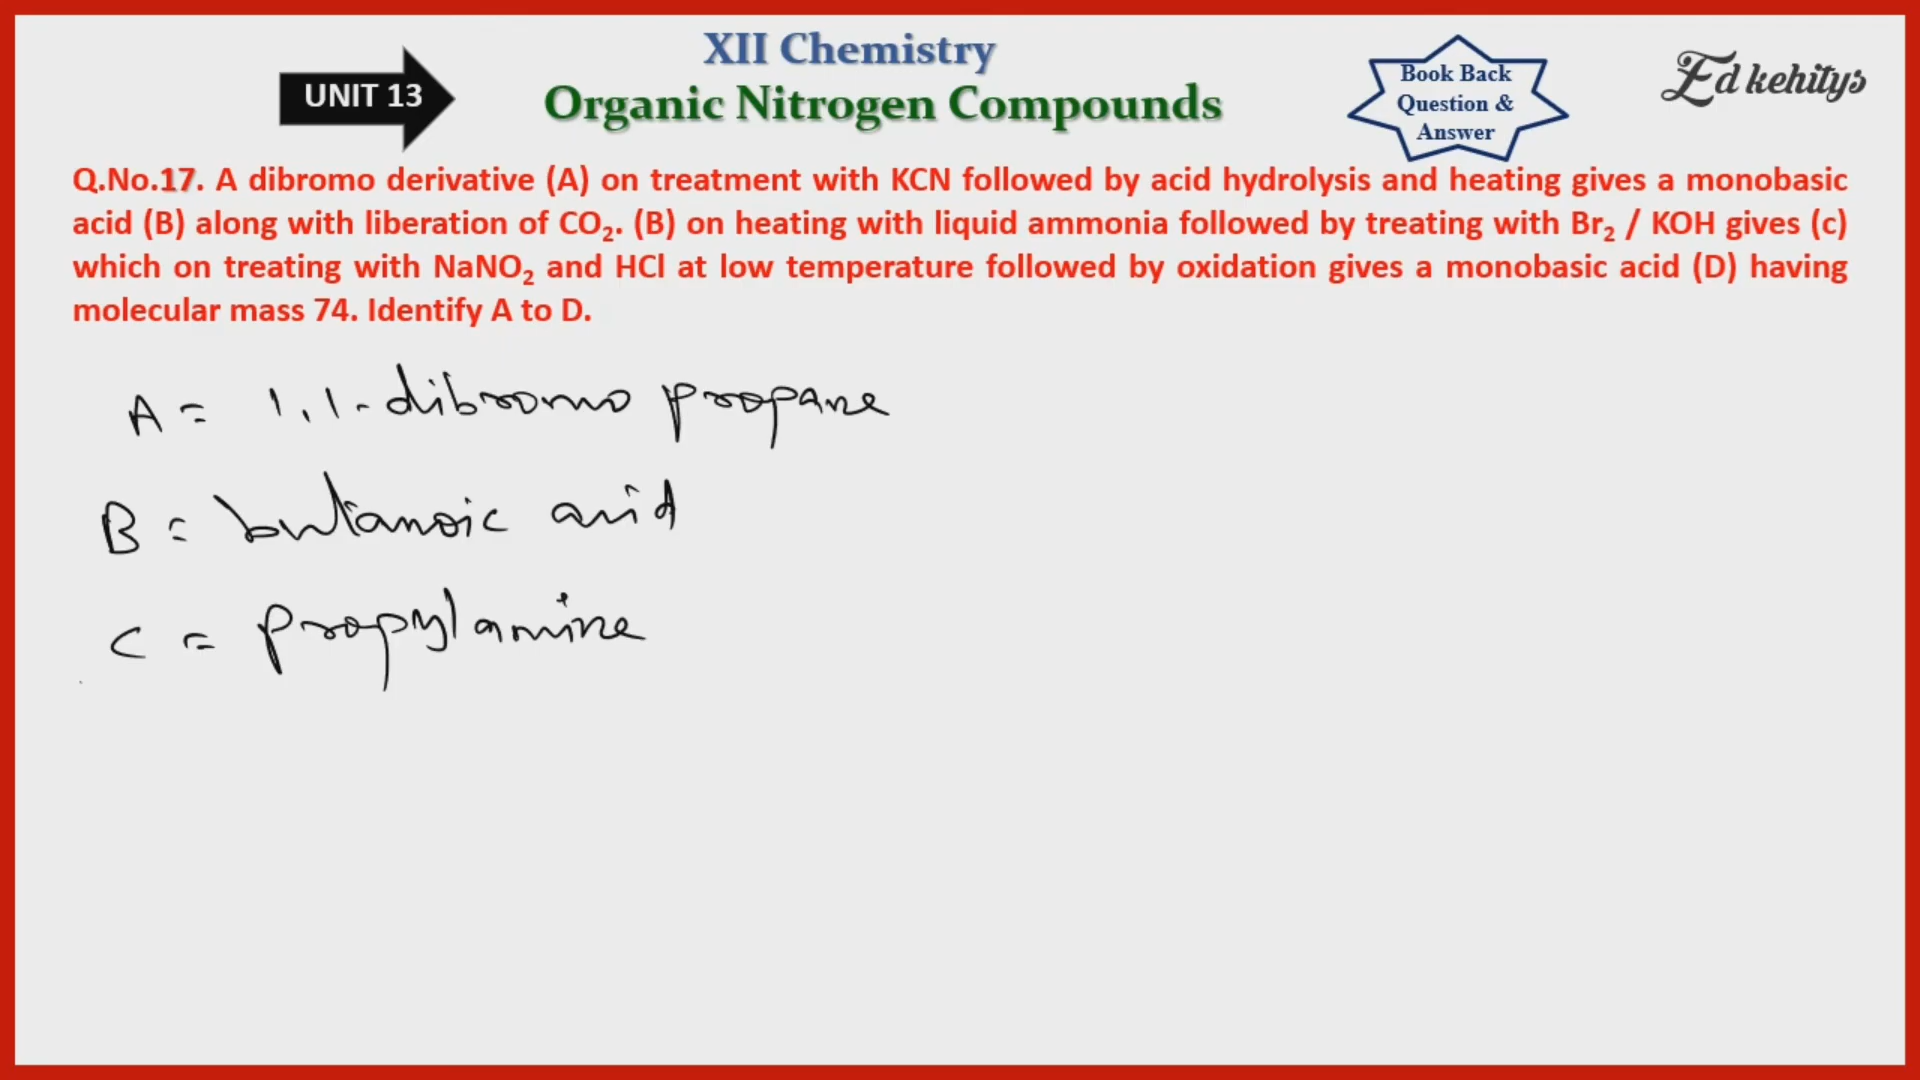 UNIT 13
XII Chemistry
Organic Nitrogen Compounds
Book Back
Question &
Answer
Ed kehitys
Q.No.17. A dibromo derivative (A) on treatment with KCN followed by acid hydrolysis and heating gives a monobasic
acid (B) along with liberation of CO₂. (B) on heating with liquid ammonia followed by treating with Br₂ / KOH gives (c)
which on treating with NaNO₂ and HCl at low temperature followed by oxidation gives a monobasic acid (D) having
molecular mass 74. Identify A to D.
A = 1,1-dibromo propane
B = butanoic acid
C = propylamine